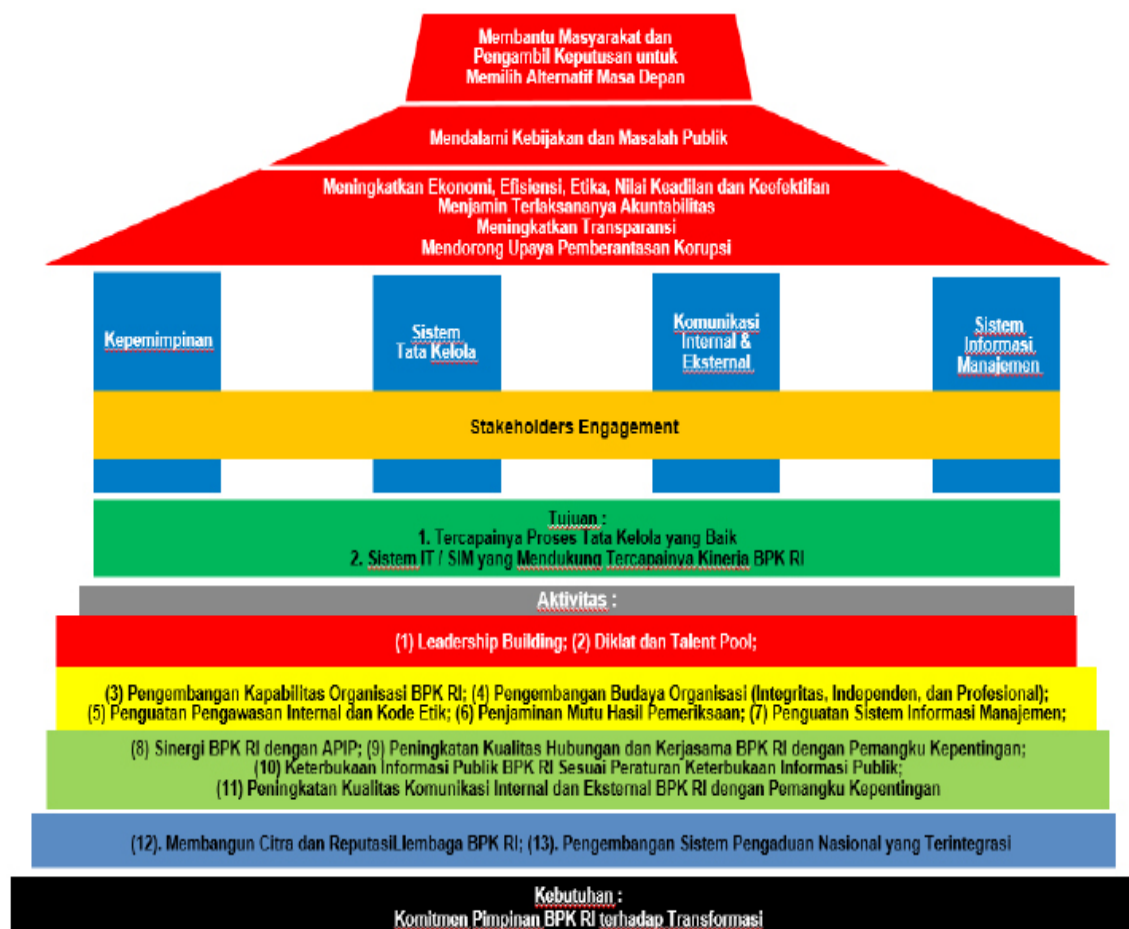 Membantu Masyarakat dan
Pengambil Keputusan untuk
Memilih Alternatif Masa Depan
Mendalami Kebijakan dan Masalah Publik
Meningkatkan Ekonomi, Efisiensi, Etika, Nilai Keadilan dan Keefektifan
Menjamin Terlaksananya Akuntabilitas
Meningkatkan Transparansi
Mendorong Upaya Pemberantasan Korupsi
Kepemimpinan
Sistem
Tata Kelola
Komunikasi
Internal &
Eksternal
Sistem
Informasi
Manajemen
Stakeholders Engagement
Tujuan :
1. Tercapainya Proses Tata Kelola yang Baik
2. Sistem IT / SIM yang Mendukung Tercapainya Kinerja BPK RI
Aktivitas :
(1) Leadership Building; (2) Diklat dan Talent Pool;
(3) Pengembangan Kapabilitas Organisasi BPK RI; (4) Pengembangan Budaya Organisasi (Integritas, Independen, dan Profesional);
(5) Penguatan Pengawasan Internal dan Kode Etik; (6) Penjaminan Mutu Hasil Pemeriksaan; (7) Penguatan Sistem Informasi Manajemen;
(8) Sinergi BPK RI dengan APIP; (9) Peningkatan Kualitas Hubungan dan Kerjasama BPK RI dengan Pemangku Kepentingan;
(10) Keterbukaan Informasi Publik BPK RI Sesuai Peraturan Keterbukaan Informasi Publik;
(11) Peningkatan Kualitas Komunikasi Internal dan Eksternal BPK RI dengan Pemangku Kepentingan
(12). Membangun Citra dan ReputasiLlembaga BPK RI; (13). Pengembangan Sistem Pengaduan Nasional yang Terintegrasi
Kebutuhan :
Komitmen Pimpinan BPK RI terhadap Transformasi